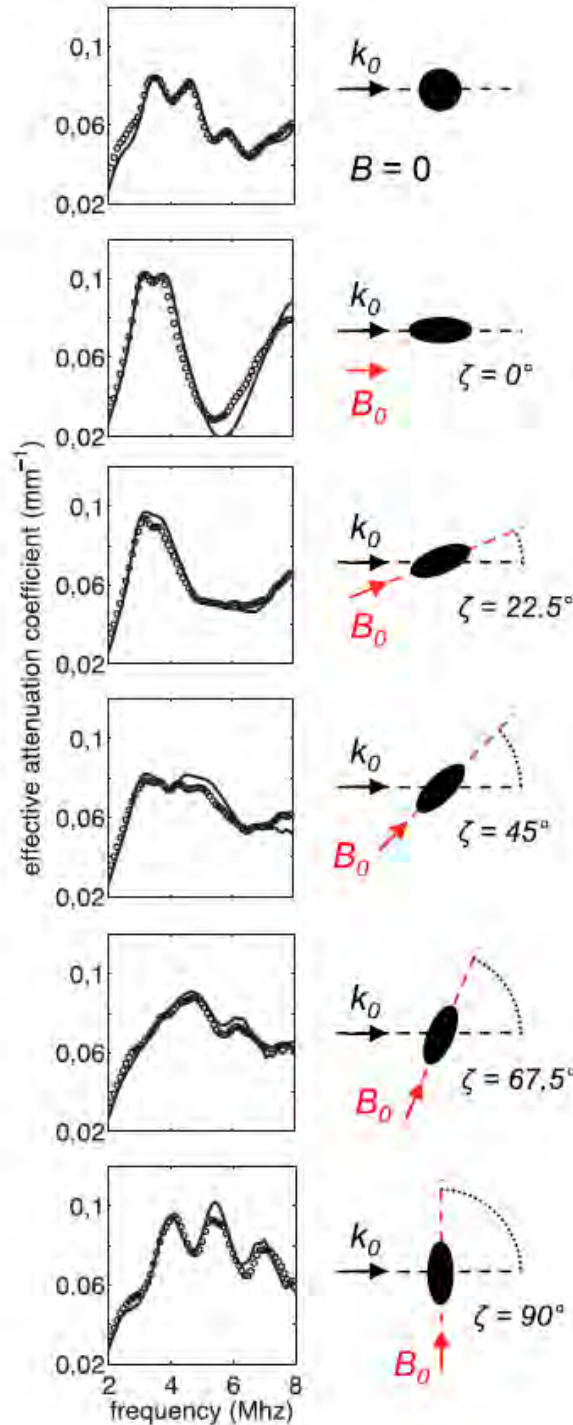 0,1
0,06
0,02
k0
B = 0
0,1
0,06
0,02
k0
B0
ζ = 0°
effective attenuation coefficient (mm⁻¹)
0,1
0,06
0,02
k0
B0
ζ = 22.5°
0,1
0,06
0,02
k0
B0
ζ = 45°
0,1
0,06
0.02
k0
B0
ζ = 67.5°
0,1
0.06
0.02
2 4 6 8
frequency (Mhz)
k0
B0
ζ = 90°